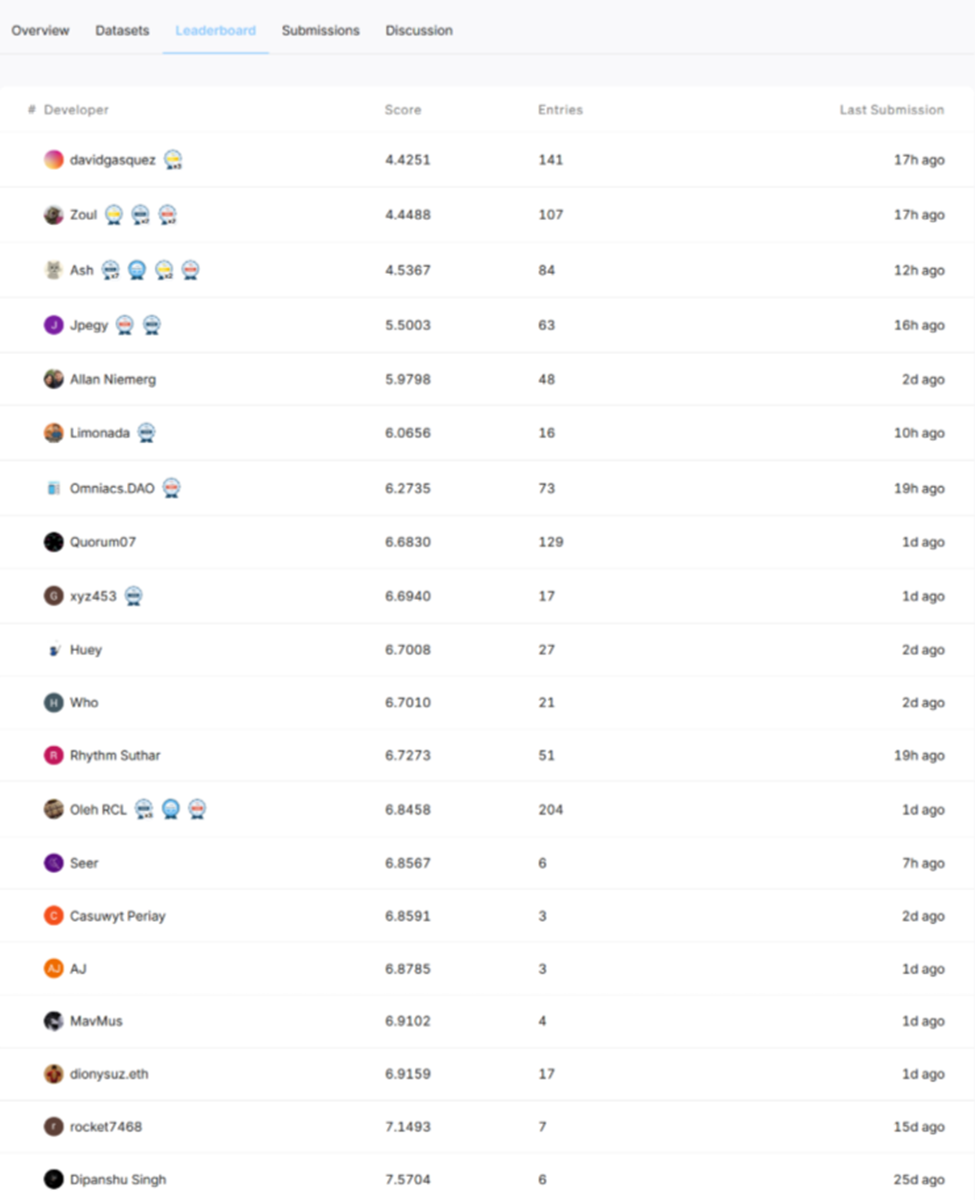 Overview Datasets Leaderboard Submissions Discussion
# Developer Score Entries Last Submission
davidgasquez 4.4251 141 17h ago
Zoul 4.4488 107 17h ago
Ash 4.5367 84 12h ago
J Jpegy 5.5003 63 16h ago
Allan Niemerg 5.9798 48 2d ago
Limonada 6.0656 16 10h ago
Omniacs.DAO 6.2735 73 19h ago
Quorum07 6.6830 129 1d ago
G xyz453 6.6940 17 1d ago
Huey 6.7008 27 2d ago
H Who 6.7010 21 2d ago
R Rhythm Suthar 6.7273 51 19h ago
Oleh RCL 6.8458 204 1d ago
Seer 6.8567 6 7h ago
C Casuwyt Periay 6.8591 3 2d ago
AJ AJ 6.8785 3 1d ago
MavMus 6.9102 4 1d ago
dionysuz.eth 6.9159 17 1d ago
r rocket7468 7.1493 7 15d ago
Dipanshu Singh 7.5704 6 25d ago